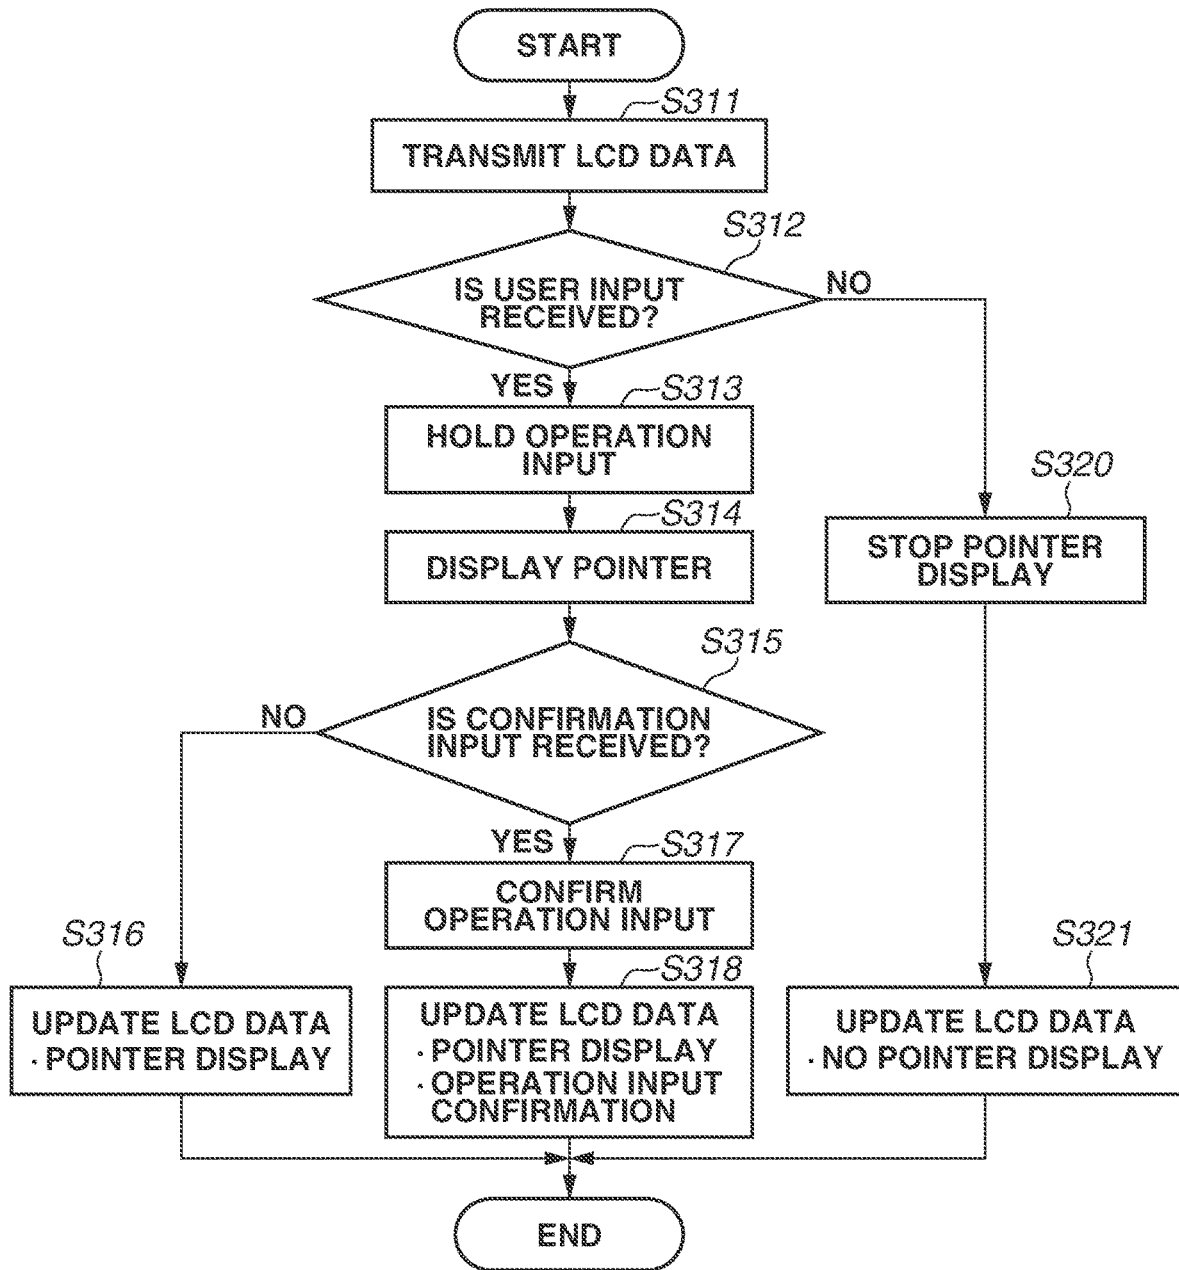 START
S311
TRANSMIT LCD DATA
S312
IS USER INPUT
RECEIVED?
NO
YES
S313
HOLD OPERATION
INPUT
S314
DISPLAY POINTER
S320
STOP POINTER
DISPLAY
S315
IS CONFIRMATION
INPUT RECEIVED?
NO
YES
S317
CONFIRM
OPERATION INPUT
S316
UPDATE LCD DATA
· POINTER DISPLAY
S318
UPDATE LCD DATA
· POINTER DISPLAY
· OPERATION INPUT
CONFIRMATION
S321
UPDATE LCD DATA
· NO POINTER DISPLAY
END